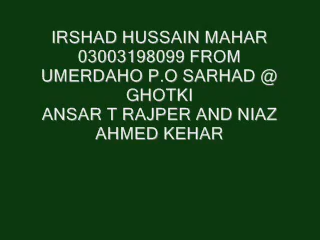 IRSHAD HUSSAIN MAHAR
03003198099 FROM
UMERDAHO P.O SARHAD @
GHOTKI
ANSAR T RAJPER AND NIAZ
AHMED KEHAR